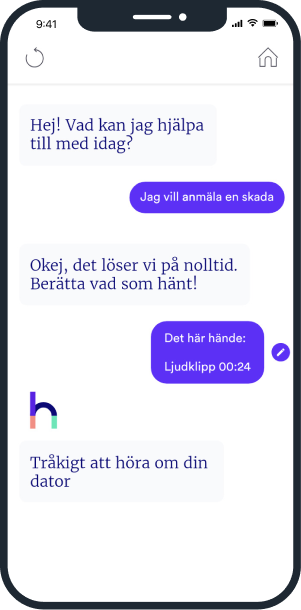 9:41
Hej! Vad kan jag hjälpa
till med idag?
Jag vill anmäla en skada
Okej, det löser vi på nolltid.
Berätta vad som hänt!
Det här hände:
Ljudklipp 00:24
h
Tråkigt att höra om din
dator